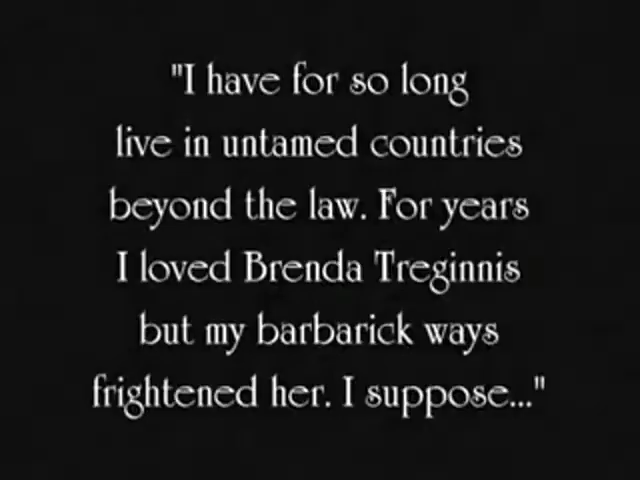 "I have for so long
live in untamed countries
beyond the law. For years
I loved Brenda Treginnis
but my barbarick ways
frightened her. I suppose..."